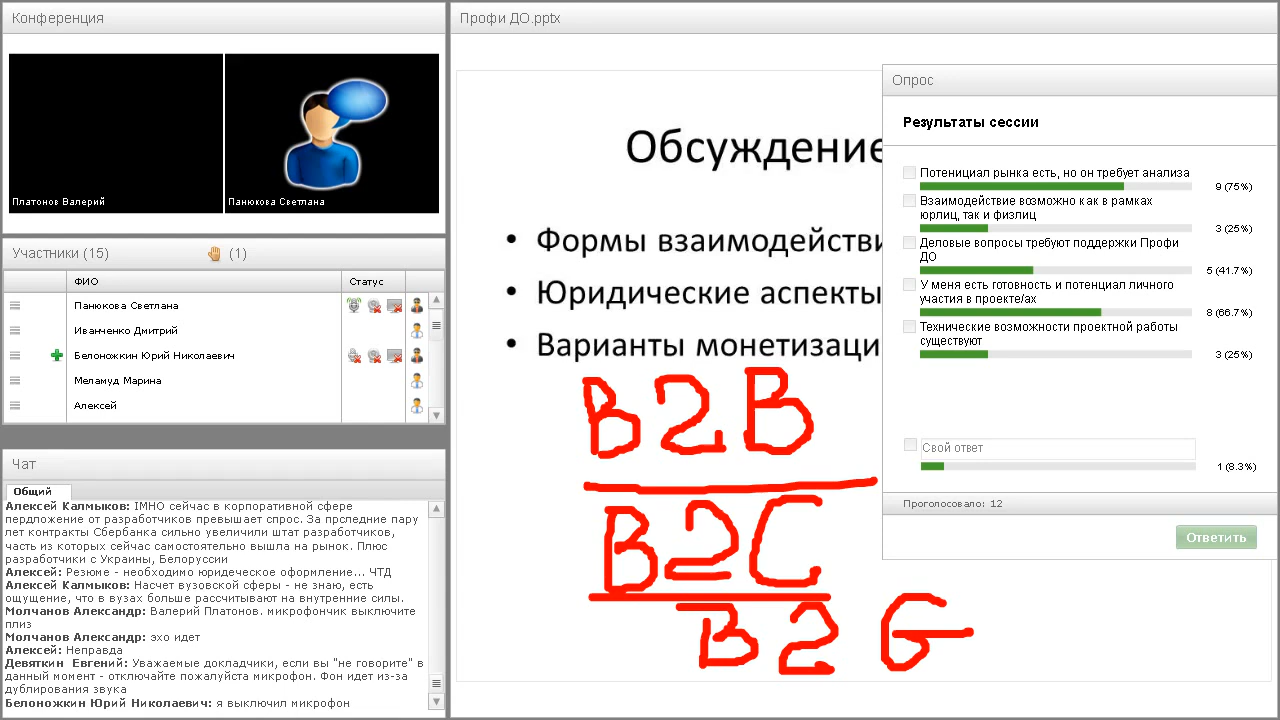 Конференция
Платонов Валерий
Панюкова Светлана
Участники (15)
(1)
ФИО
Статус
Панюкова Светлана
Иванченко Дмитрий
Белоножкин Юрий Николаевич
Меламуд Марина
Алексей
Чат
Общий
Алексей Калмыков: IMHO сейчас в корпоративной сфере
пердложение от разработчиков превышает спрос. За прследние пару
лет контракты Сбербанка сильно увеличили штат разработчиков,
часть из которых сейчас самостоятельно вышла на рынок. Плюс
разработчики с Украины, Белоруссии
Алексей: Резюме - необходимо юридическое оформление... ЧТД
Алексей Калмыков: Насчет вузовской сферы - не знаю, есть
ощущение, что в вузах больше рассчитывают на внутренние силы.
Молчанов Александр: Валерий Платонов. микрофончик выключите
плиз
Молчанов Александр: эхо идет
Алексей: Неправда
Девяткин Евгений: Уважаемые докладчики, если вы "не говорите" в
данной момент, отключайте пожалуйста микрофон. Фон идет из-за
дублирования звука
Белоножкин Юрий Николаевич: я выключил микрофон
Профи ДО.pptx
Обсуждение
• Формы взаимодействи
• Юридические аспекты
• Варианты монетизаци
B2B
B2C
B2G
Опрос
Результаты сессии
Потенициал рынка есть, но он требует анализа
9 (75%)
Взаимодействие возможно как в рамках
юрлиц, так и физлиц
3 (25%)
Деловые вопросы требуют поддержки Профи
ДО
5 (41.7%)
У меня есть готовность и потенциал личного
участия в проекте/ах
8 (66.7%)
Технические возможности проектной работы
существуют
3 (25%)
Свой ответ
1 (8.3%)
Проголосовало: 12
Ответить